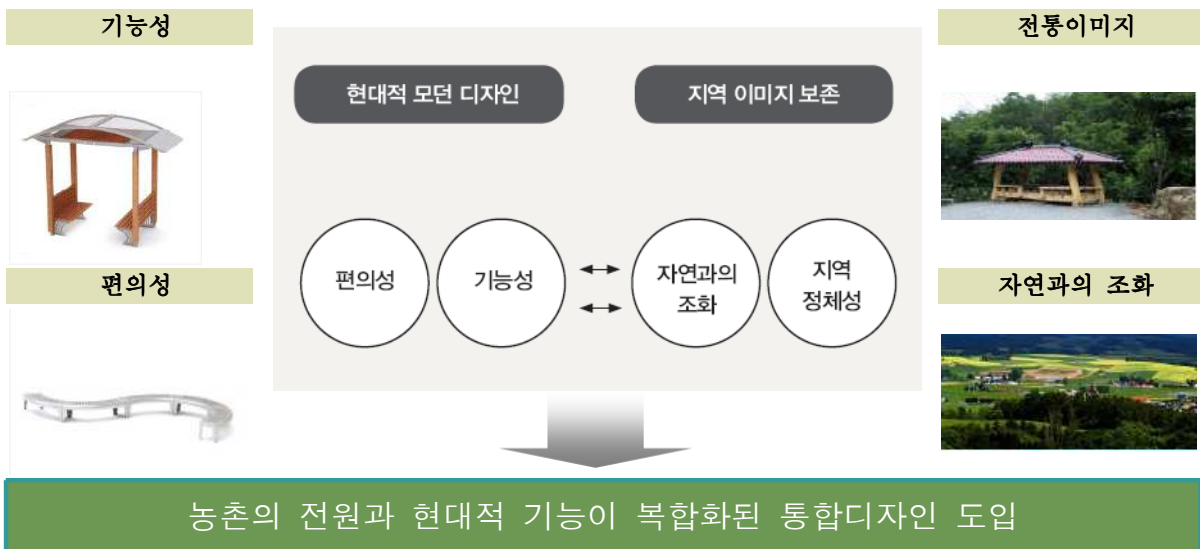 기능성
전통이미지
현대적 모던 디자인
지역 이미지 보존
편의성
기능성
자연과의
조화
지역
정체성
편의성
자연과의 조화
농촌의 전원과 현대적 기능이 복합화된 통합디자인 도입